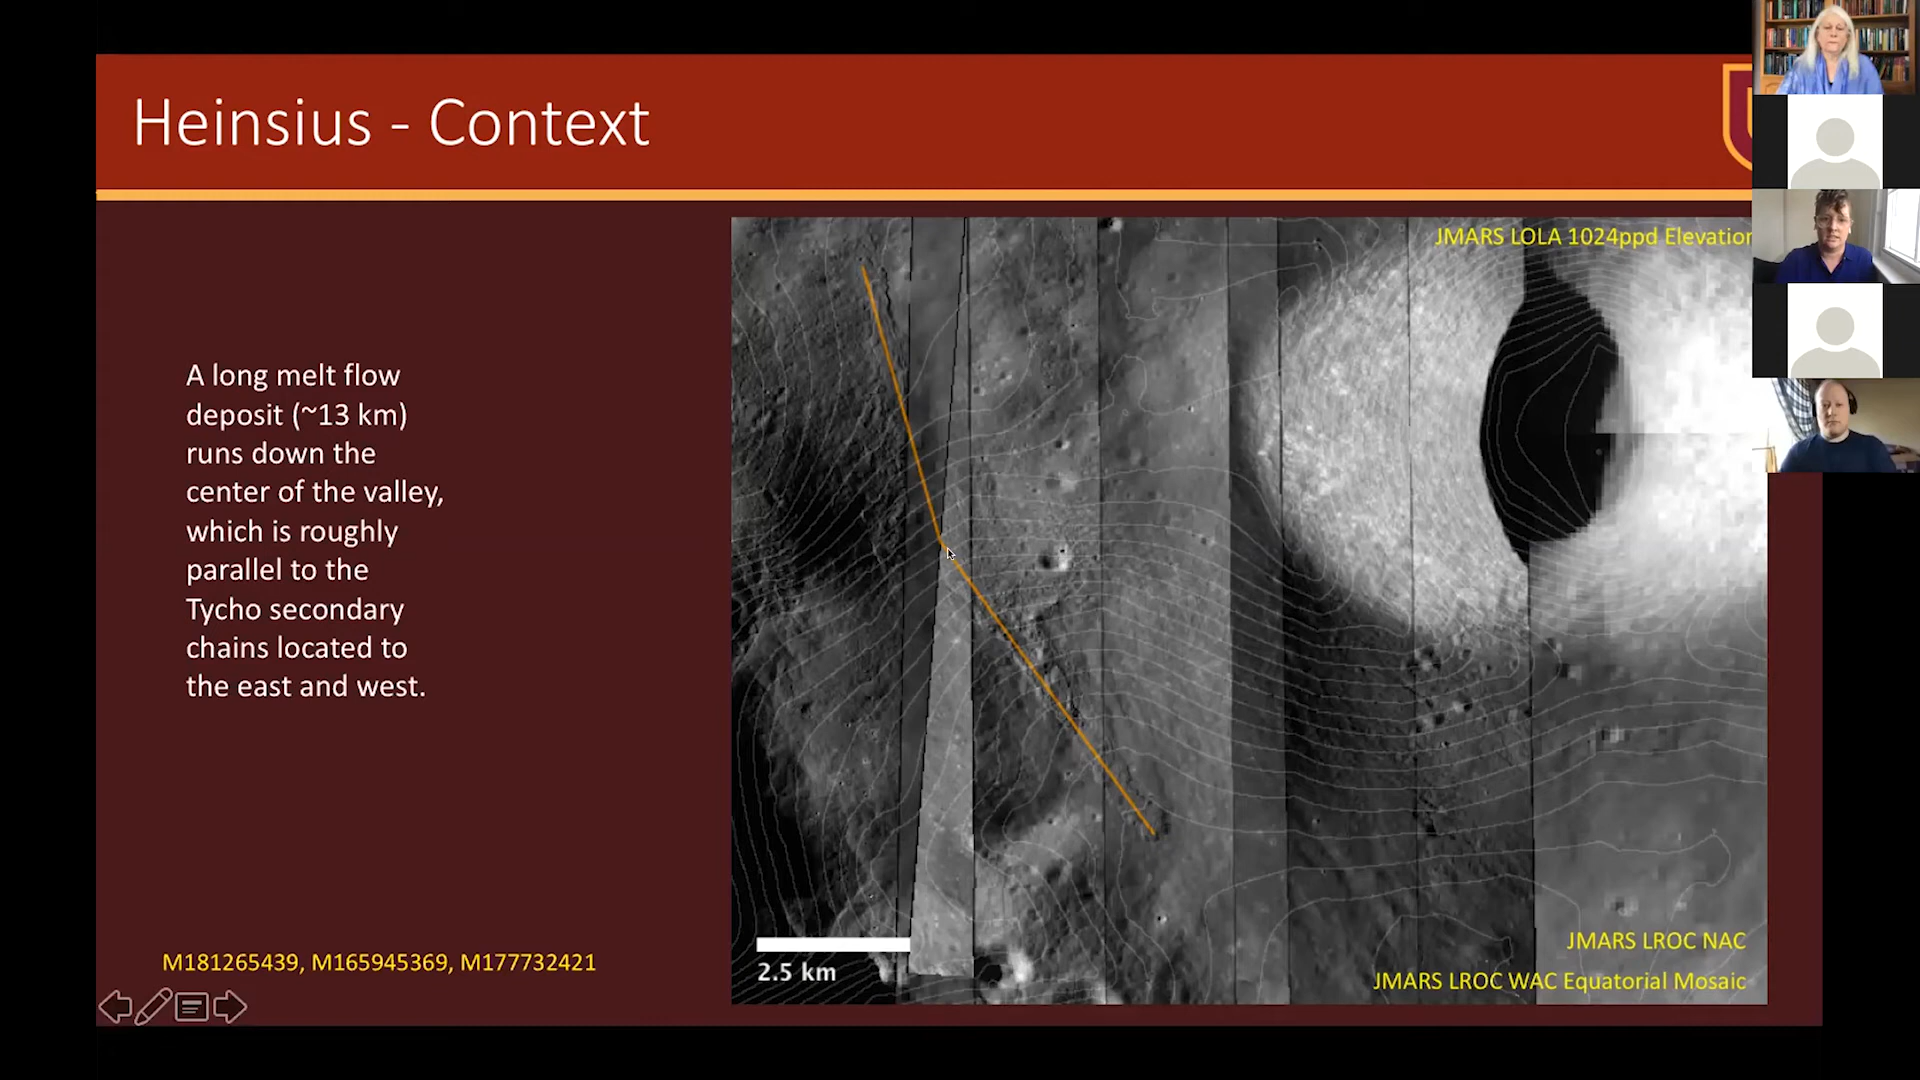 Heinsius - Context
JMARS LOLA 1024ppd Elevation
A long melt flow
deposit (~13 km)
runs down the
center of the valley,
which is roughly
parallel to the
Tycho secondary
chains located to
the east and west.
M181265439, M165945369, M177732421
2.5 km
JMARS LROC NAC
JMARS LROC WAC Equatorial Mosaic